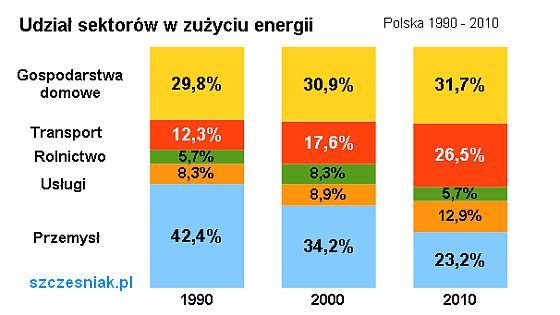 Udział sektorów w zużyciu energii
Polska 1990 - 2010
Gospodarstwa
domowe
29,8%
30,9%
31,7%
Transport
12,3%
17,6%
26,5%
Rolnictwo
5,7%
8,3%
5,7%
Usługi
8,3%
8,9%
12,9%
Przemysł
42,4%
34,2%
23,2%
szczesniak.pl
1990
2000
2010